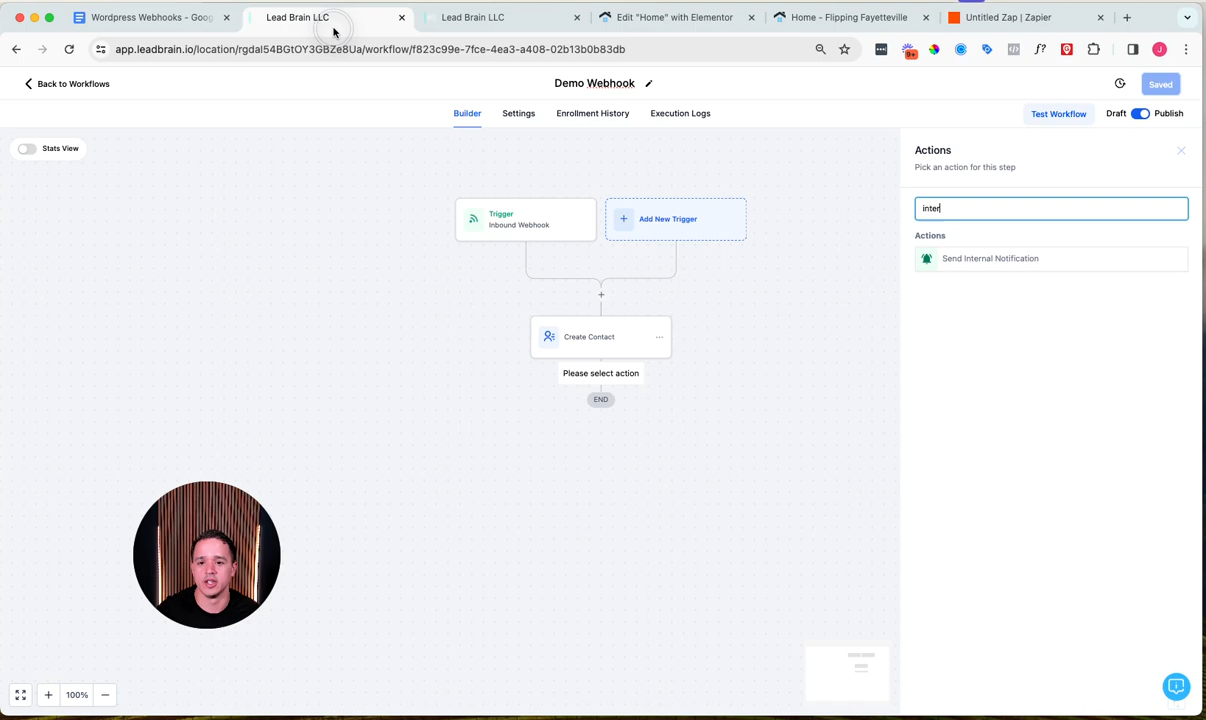 Wordpress Webhooks - Goog
Lead Brain LLC
Lead Brain LLC
Edit "Home" with Elementor
Home - Flipping Fayetteville
Untitled Zap | Zapier
app.leadbrain.io/location/rgdal54BGtOY3GBZe8Ua/workflow/f823c99e-7fce-4ea3-a408-02b13b0b83db
9+
f?
J
Back to Workflows
Demo Webhook
Saved
Builder
Settings
Enrollment History
Execution Logs
Test Workflow
Draft
Publish
Stats View
Actions
Pick an action for this step
inter
Actions
Send Internal Notification
Trigger
Inbound Webhook
Add New Trigger
Create Contact
Please select action
END
100%